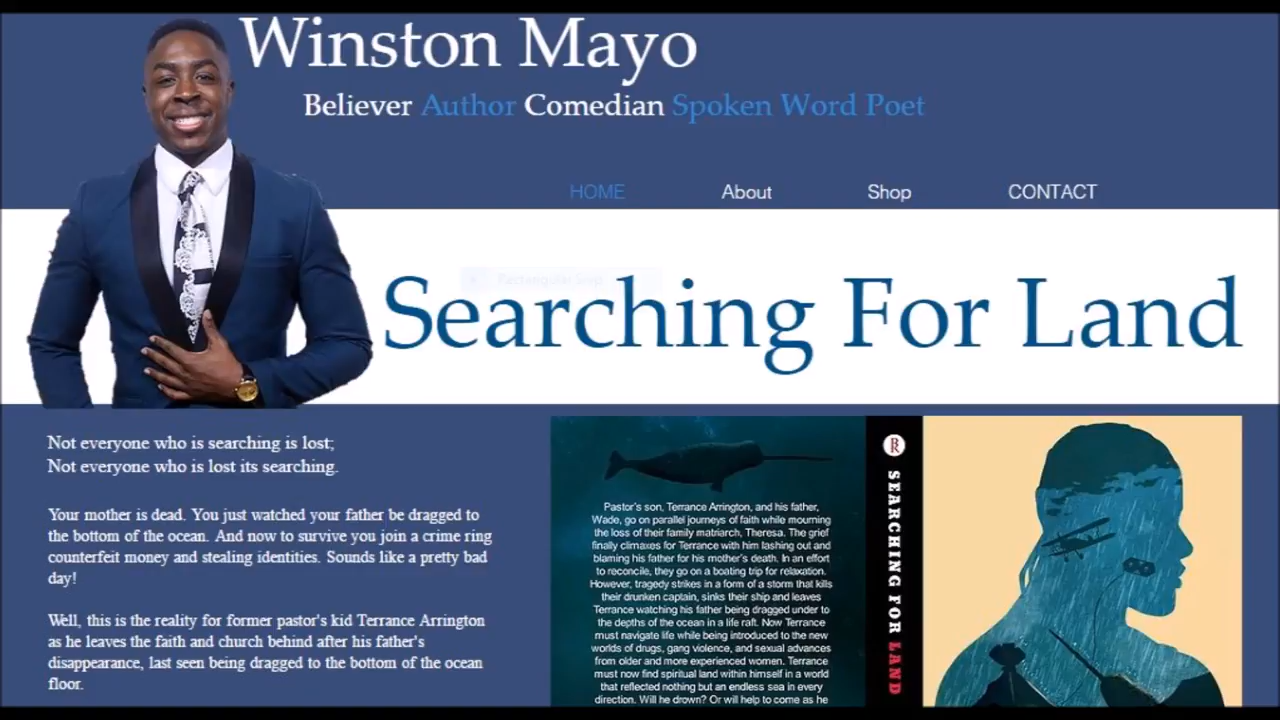 Winston Mayo
Believer Author Comedian Spoken Word Poet
HOME About Shop CONTACT
Rectangular Snip
Searching For Land
Not everyone who is searching is lost;
Not everyone who is lost its searching.
Your mother is dead. You just watched your father be dragged to
the bottom of the ocean. And now to survive you join a crime ring
counterfeit money and stealing identities. Sounds like a pretty bad
day!
Well, this is the reality for former pastor's kid Terrance Arrington
as he leaves the faith and church behind after his father's
disappearance, last seen being dragged to the bottom of the ocean
floor.
Pastor's son, Terrance Arrington, and his father,
Wade, go on parallel journeys of faith while mourning
the loss of their family matriarch, Theresa. The grief
finally climaxes for Terrance with him lashing out and
blaming his father for his mother's death. In an effort
to reconcile, they go on a boating trip for relaxation.
However, tragedy strikes in a form of a storm that kills
their drunken captain, sinks their ship and leaves
Terrance watching his father being dragged under to
the depths of the ocean in a life raft. Now Terrance
must navigate life while being introduced to the new
worlds of drugs, gang violence, and sexual advances
from older and more experienced women. Terrance
must now find spiritual land within himself in a world
that reflected nothing but an endless sea in every
direction. Will he drown? Or will help to come as he
SEARCHING FOR LAND